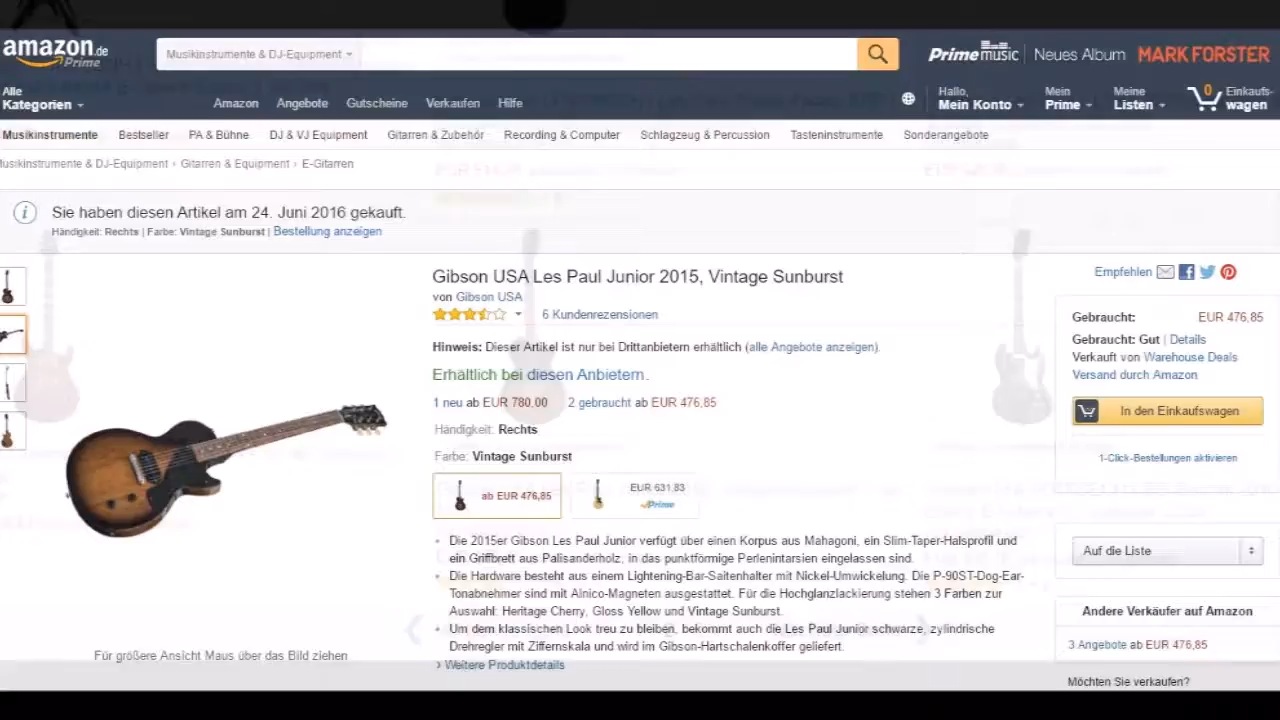 amazon.de
Prime
Musikinstrumente & DJ-Equipment
Prime music | Neues Album MARK FORSTER
Alle
Kategorien
Amazon Angebote Gutscheine Verkaufen Hilfe
Hallo,
Mein Konto
Mein
Prime
Meine
Listen
0
Einkaufs-
wagen
Musikinstrumente Bestseller PA & Bühne DJ & VJ Equipment Gitarren & Zubehör Recording & Computer Schlagzeug & Percussion Tasteninstrumente Sonderangebote
Musikinstrumente & DJ-Equipment › Gitarren & Equipment › E-Gitarren
i
Sie haben diesen Artikel am 24. Juni 2016 gekauft.
Händigkeit: Rechts | Farbe: Vintage Sunburst | Bestellung anzeigen
Gibson USA Les Paul Junior 2015, Vintage Sunburst
von Gibson USA
6 Kundenrezensionen
Hinweis: Dieser Artikel ist nur bei Drittanbietern erhältlich (alle Angebote anzeigen).
Erhältlich bei diesen Anbietern.
1 neu ab EUR 780,00 2 gebraucht ab EUR 476,85
Händigkeit: Rechts
Farbe: Vintage Sunburst
ab EUR 476,85
EUR 631,83
Prime
• Die 2015er Gibson Les Paul Junior verfügt über einen Korpus aus Mahagoni, ein Slim-Taper-Halsprofil und
ein Griffbrett aus Palisanderholz, in das punktförmige Perlenintarsien eingelassen sind.
• Die Hardware besteht aus einem Lightening-Bar-Saitenhalter mit Nickel-Umwickelung. Die P-90ST-Dog-Ear-
Tonabnehmer sind mit Alnico-Magneten ausgestattet. Für die Hochglanzlackierung stehen 3 Farben zur
Auswahl: Heritage Cherry, Gloss Yellow und Vintage Sunburst.
• Um dem klassischen Look treu zu bleiben, bekommt auch die Les Paul Junior schwarze, zylindrische
Drehregler mit Ziffernskala und wird im Gibson-Hartschalenkoffer geliefert.
› Weitere Produktdetails
Für größere Ansicht Maus über das Bild ziehen
Empfehlen
Gebraucht: EUR 476,85
Gebraucht: Gut | Details
Verkauft von Warehouse Deals
Versand durch Amazon
In den Einkaufswagen
1-Click-Bestellungen aktivieren
Auf die Liste
Andere Verkäufer auf Amazon
3 Angebote ab EUR 476,85
Möchten Sie verkaufen?